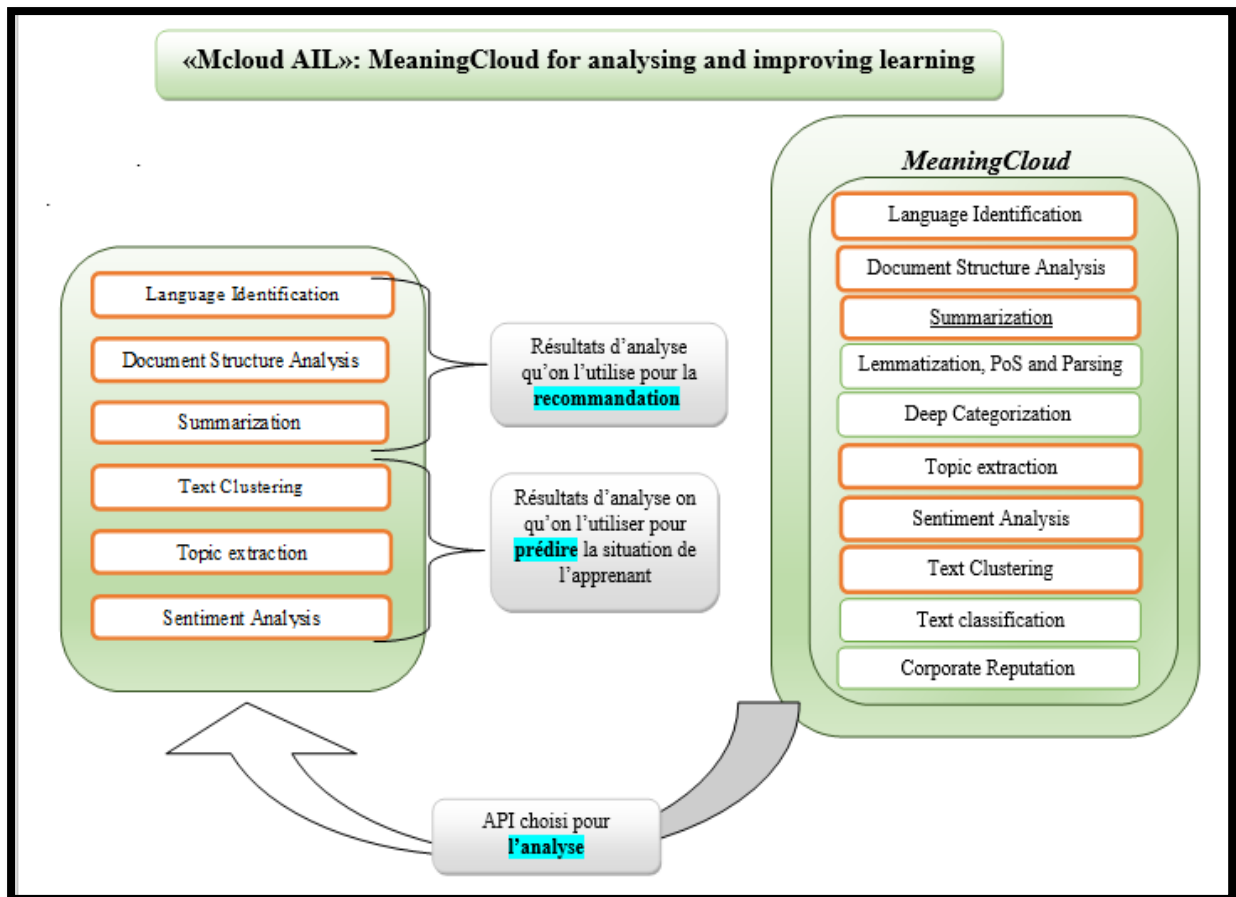 «Mcloud AIL»: MeaningCloud for analysing and improving learning
MeaningCloud
Language Identification
Document Structure Analysis
Summarization
Lemmatization, PoS and Parsing
Deep Categorization
Topic extraction
Sentiment Analysis
Text Clustering
Text classification
Corporate Reputation
Language Identification
Document Structure Analysis
Summarization
Text Clustering
Topic extraction
Sentiment Analysis
Résultats d’analyse
qu’on l’utilise pour la
recommandation
Résultats d’analyse on
qu’on l’utiliser pour
prédire la situation de
l’apprenant
API choisi pour
l’analyse